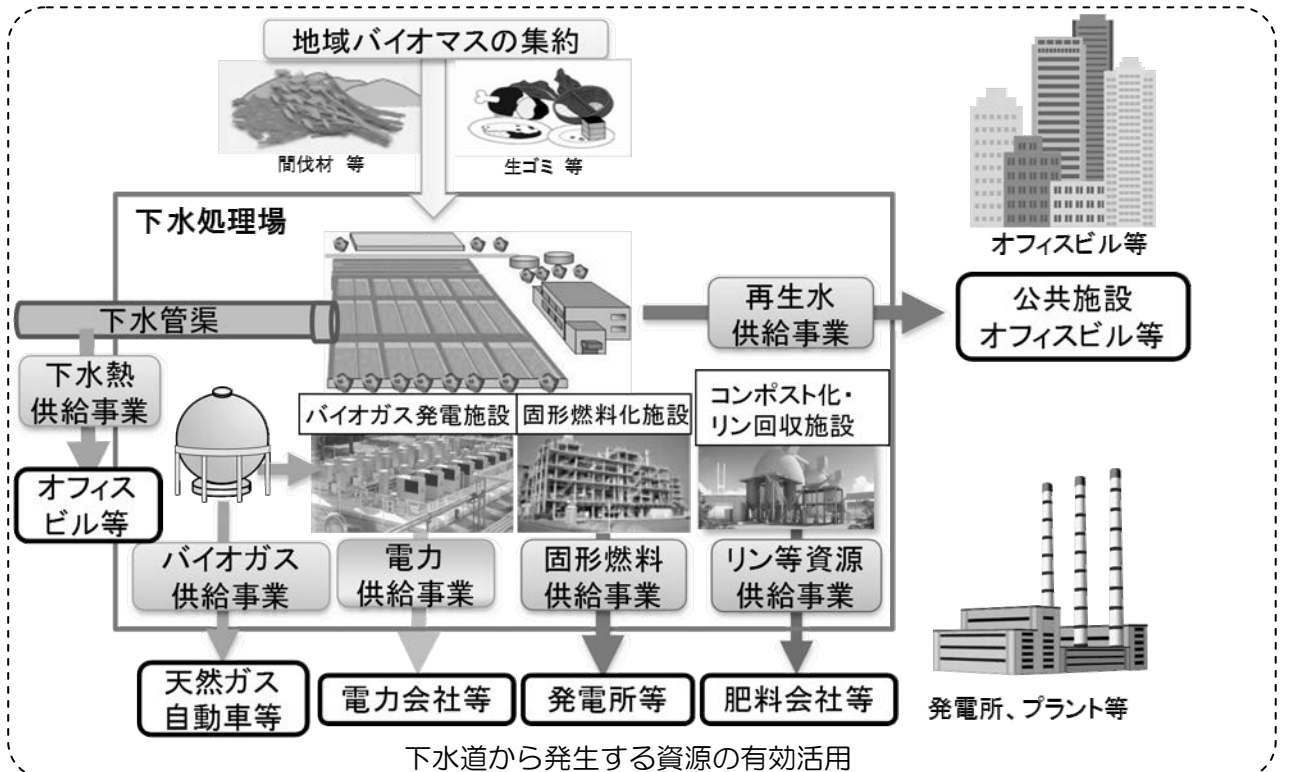 地域バイオマスの集約
間伐材 等
生ゴミ 等
下水処理場
オフィスビル等
下水管渠
再生水
供給事業
公共施設
オフィスビル等
下水熱
供給事業
オフィス
ビル等
バイオガス発電施設
固形燃料化施設
コンポスト化・
リン回収施設
バイオガス
供給事業
電力
供給事業
固形燃料
供給事業
リン等資源
供給事業
天然ガス
自動車等
電力会社等
発電所等
肥料会社等
発電所、プラント等
下水道から発生する資源の有効活用